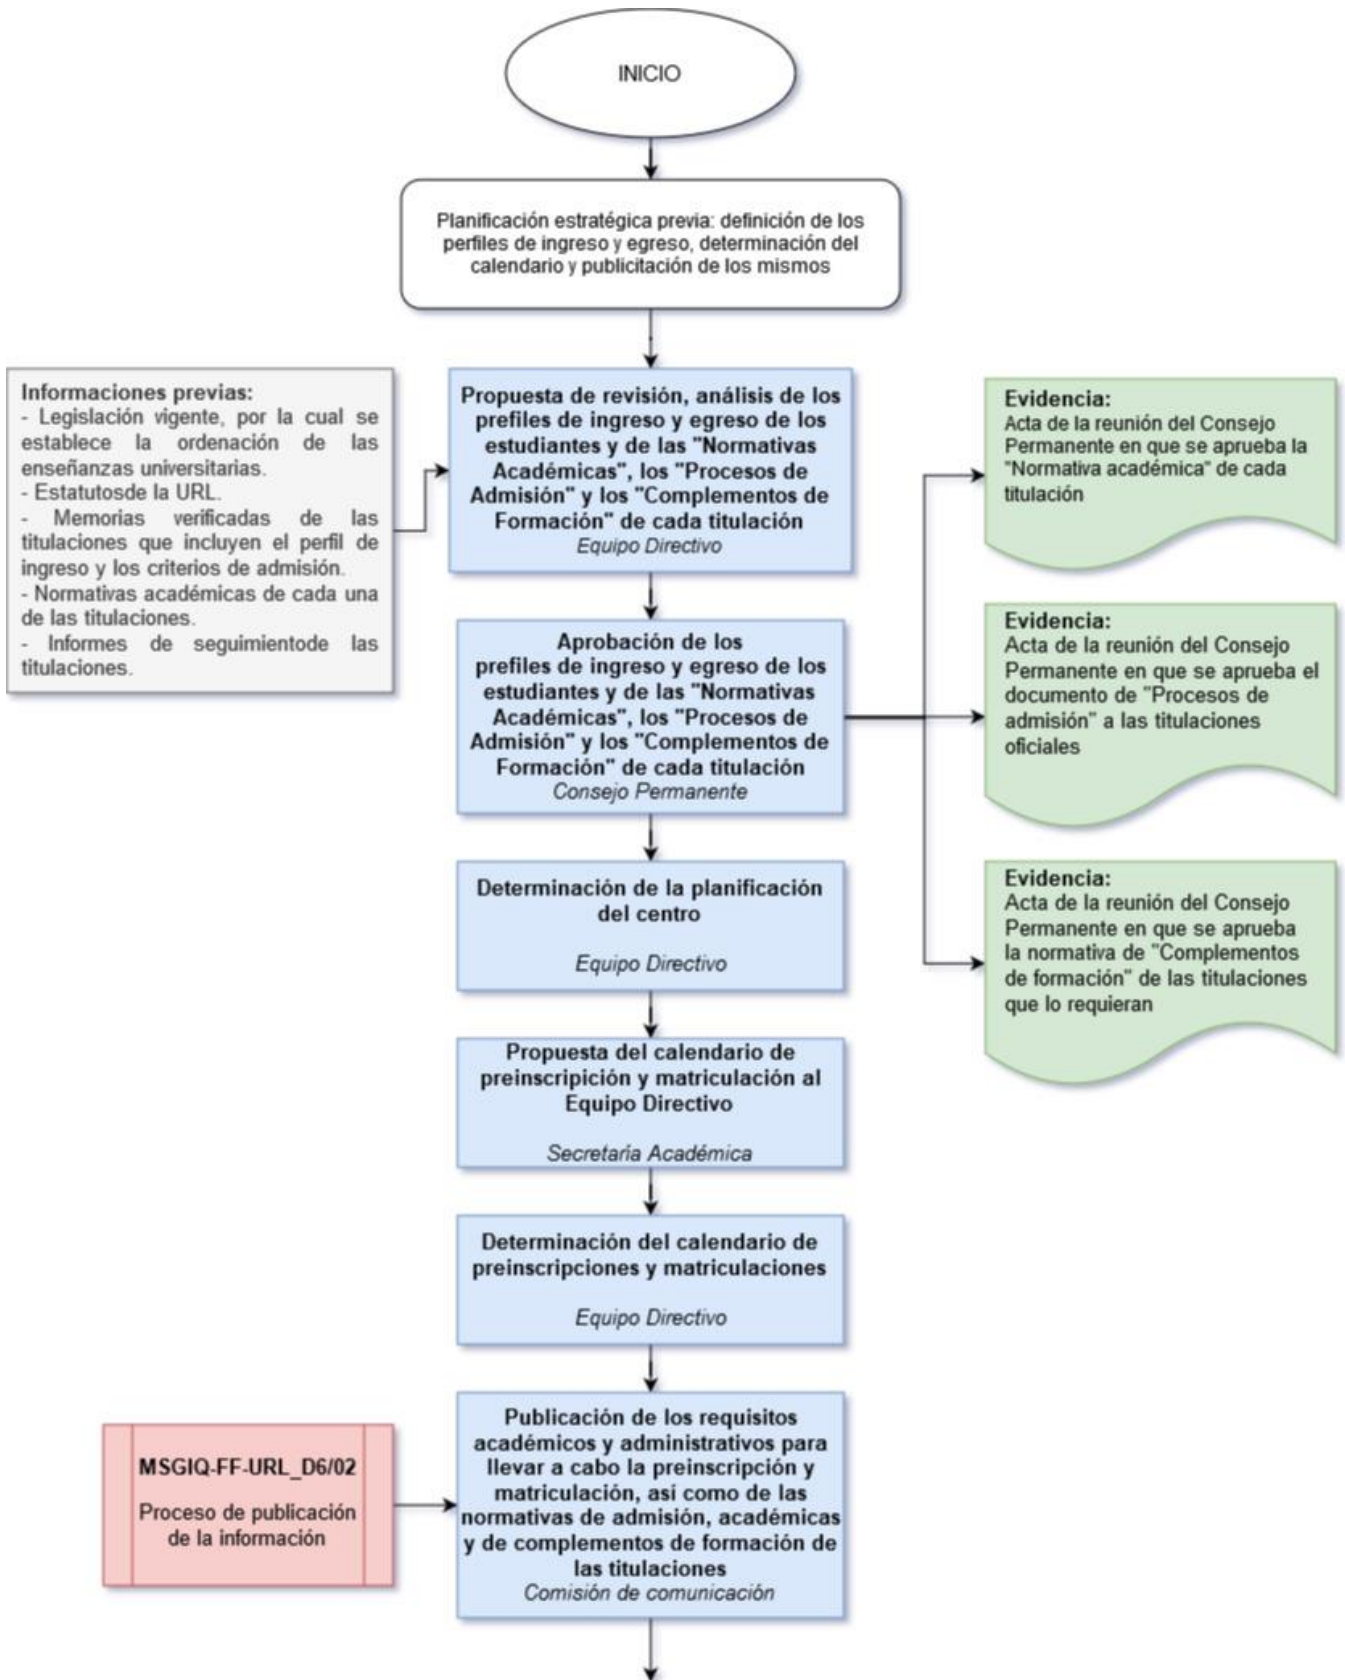 INICIO
Planificación estratégica previa: definición de los
perfiles de ingreso y egreso, determinación del
calendario y publicitación de los mismos
Informaciones previas:
- Legislación vigente, por la cual se
establece la ordenación de las
enseñanzas universitarias.
- Estatutosde la URL.
- Memorias verificadas de las
titulaciones que incluyen el perfil de
ingreso y los criterios de admisión.
- Normativas académicas de cada una
de las titulaciones.
- Informes de seguimientode las
titulaciones.
Propuesta de revisión, análisis de los
prefiles de ingreso y egreso de los
estudiantes y de las "Normativas
Académicas", los "Procesos de
Admisión" y los "Complementos de
Formación" de cada titulación
Equipo Directivo
Evidencia:
Acta de la reunión del Consejo
Permanente en que se aprueba la
"Normativa académica" de cada
titulación
Aprobación de los
prefiles de ingreso y egreso de los
estudiantes y de las "Normativas
Académicas", los "Procesos de
Admisión" y los "Complementos de
Formación" de cada titulación
Consejo Permanente
Evidencia:
Acta de la reunión del Consejo
Permanente en que se aprueba el
documento de "Procesos de
admisión" a las titulaciones
oficiales
Determinación de la planificación
del centro
Equipo Directivo
Evidencia:
Acta de la reunión del Consejo
Permanente en que se aprueba
la normativa de "Complementos
de formación" de las titulaciones
que lo requieran
Propuesta del calendario de
preinscripición y matriculación al
Equipo Directivo
Secretaría Académica
Determinación del calendario de
preinscripciones y matriculaciones
Equipo Directivo
MSGIQ-FF-URL_D6/02
Proceso de publicación
de la información
Publicación de los requisitos
académicos y administrativos para
llevar a cabo la preinscripción y
matriculación, así como de las
normativas de admisión, académicas
y de complementos de formación de
las titulaciones
Comisión de comunicación